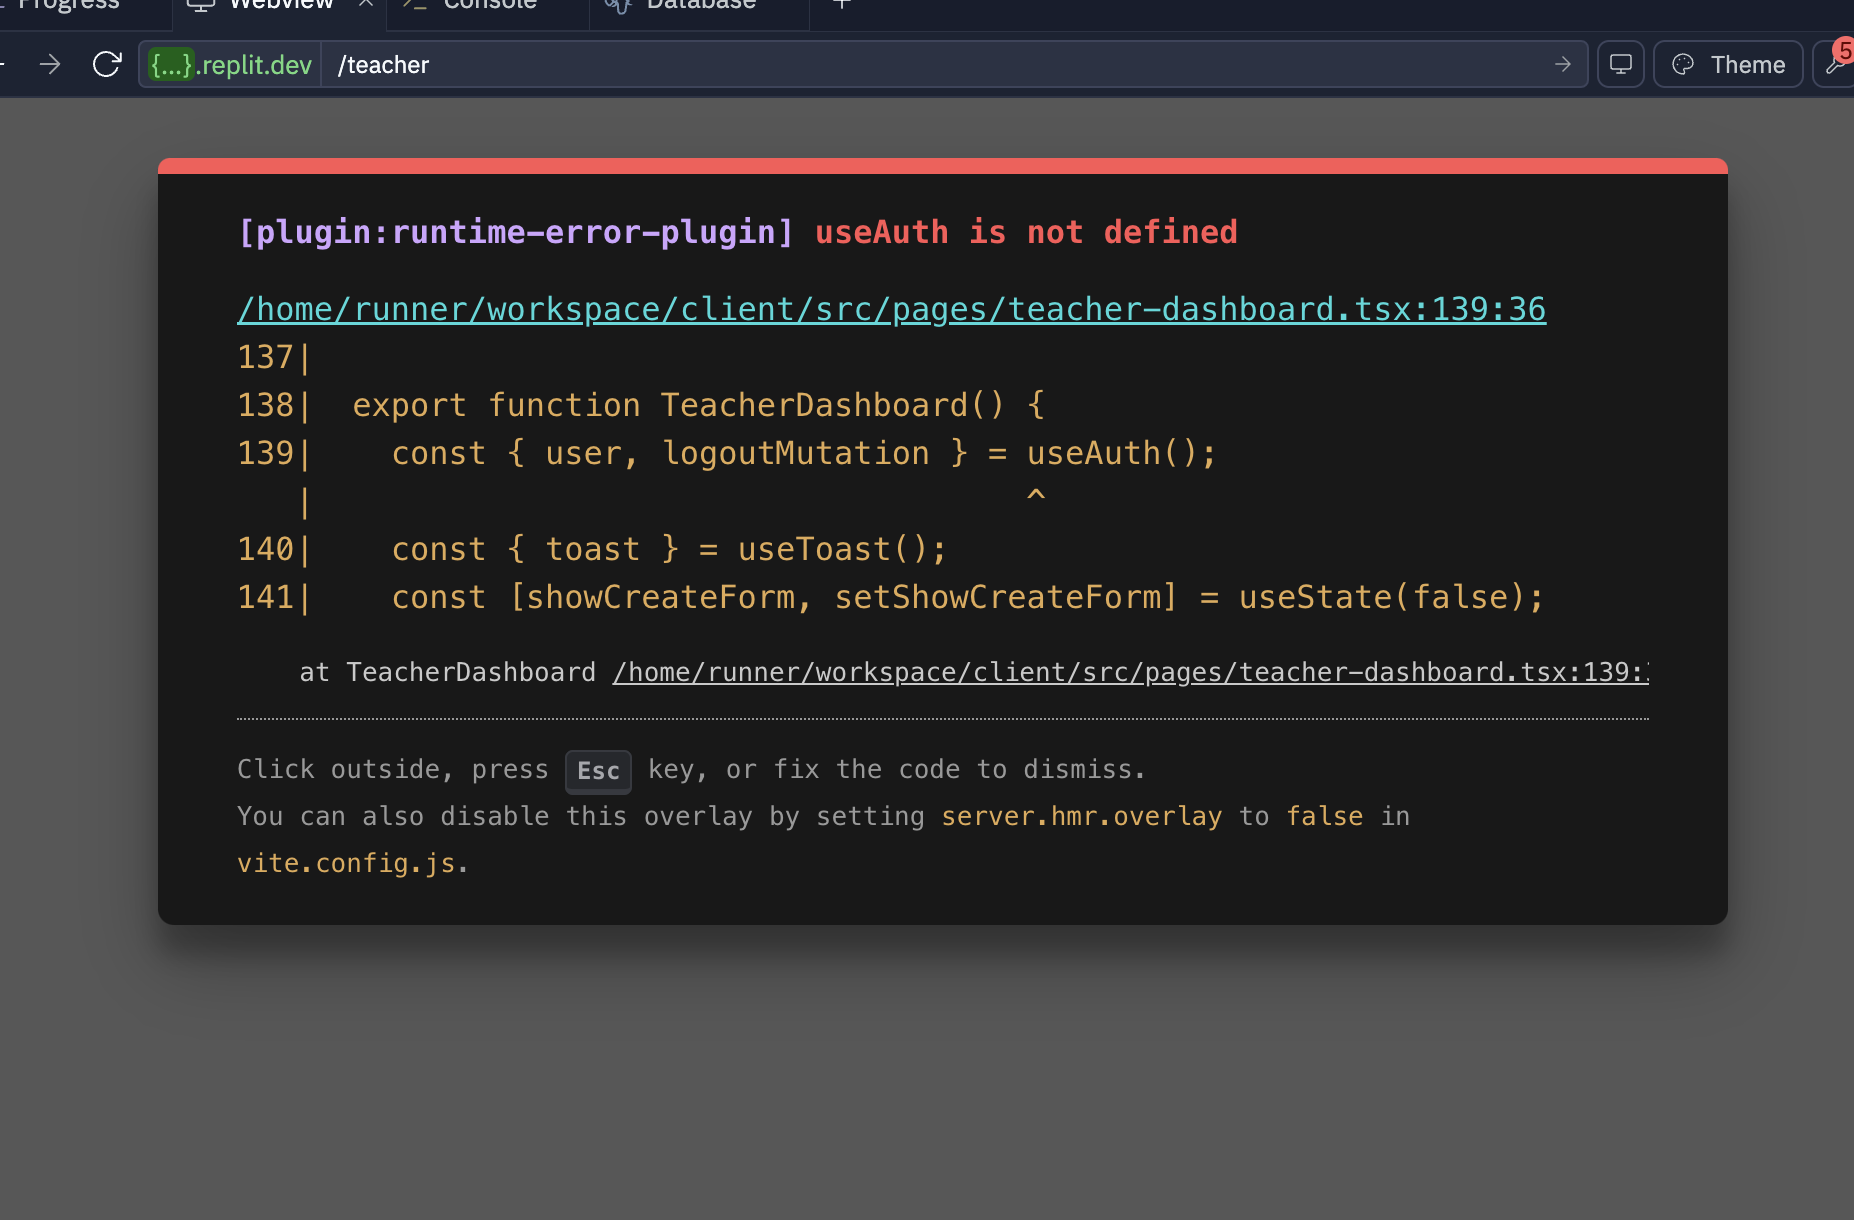 Progress
Webview
Console
Database
{...}.replit.dev /teacher
Theme
5
[plugin:runtime-error-plugin] useAuth is not defined
/home/runner/workspace/client/src/pages/teacher-dashboard.tsx:139:36
137|
138|  export function TeacherDashboard() {
139|    const { user, logoutMutation } = useAuth();
   |                                     ^
140|    const { toast } = useToast();
141|    const [showCreateForm, setShowCreateForm] = useState(false);
at TeacherDashboard /home/runner/workspace/client/src/pages/teacher-dashboard.tsx:139:
Click outside, press Esc key, or fix the code to dismiss.
You can also disable this overlay by setting server.hmr.overlay to false in
vite.config.js.